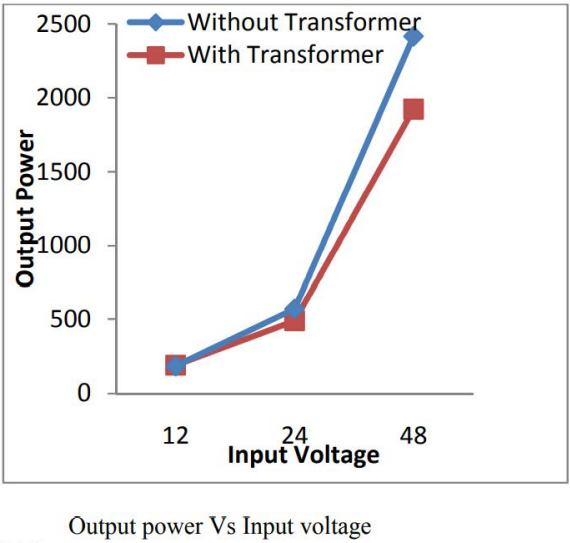 2500
Without Transformer
With Transformer
2000
1500
1000
500
0
Output Power
12
24
48
Input Voltage
Output power Vs Input voltage